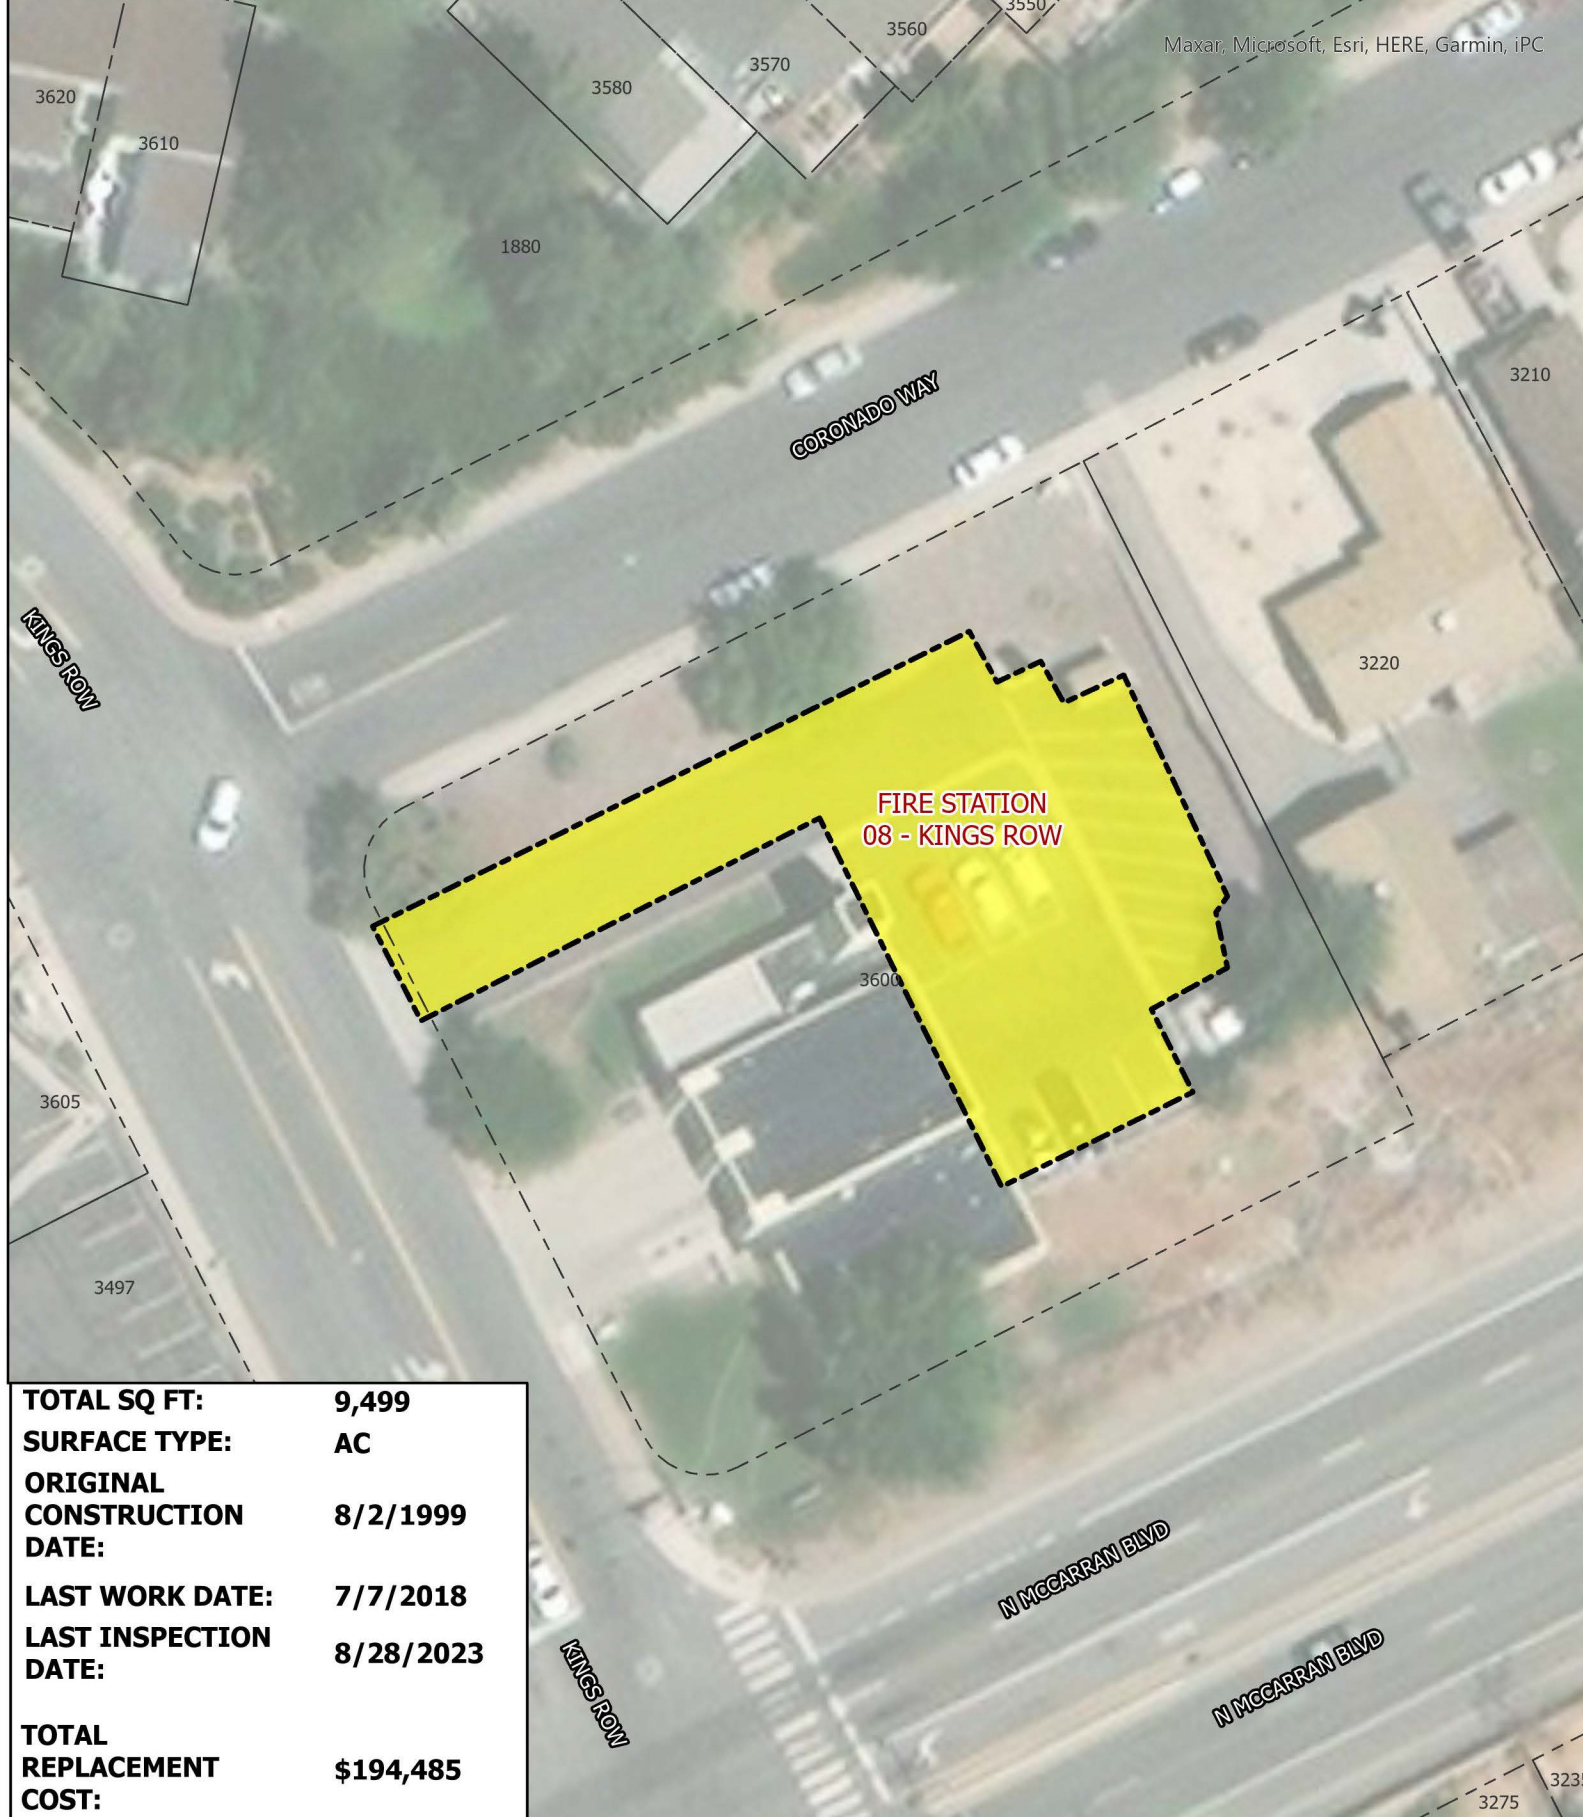 3550
3560
Maxar, Microsoft, Esri, HERE, Garmin, iPC
3570
3580
3620
3610
1880
3210
CORONADO WAY
KINGS ROW
3220
FIRE STATION
08 - KINGS ROW
3600
3605
3497
TOTAL SQ FT: 9,499
SURFACE TYPE: AC
ORIGINAL
CONSTRUCTION 8/2/1999
DATE:
LAST WORK DATE: 7/7/2018
LAST INSPECTION
DATE: 8/28/2023
TOTAL
REPLACEMENT $194,485
COST:
N MCCARRAN BLVD
N MCCARRAN BLVD
KINGS ROW
3275